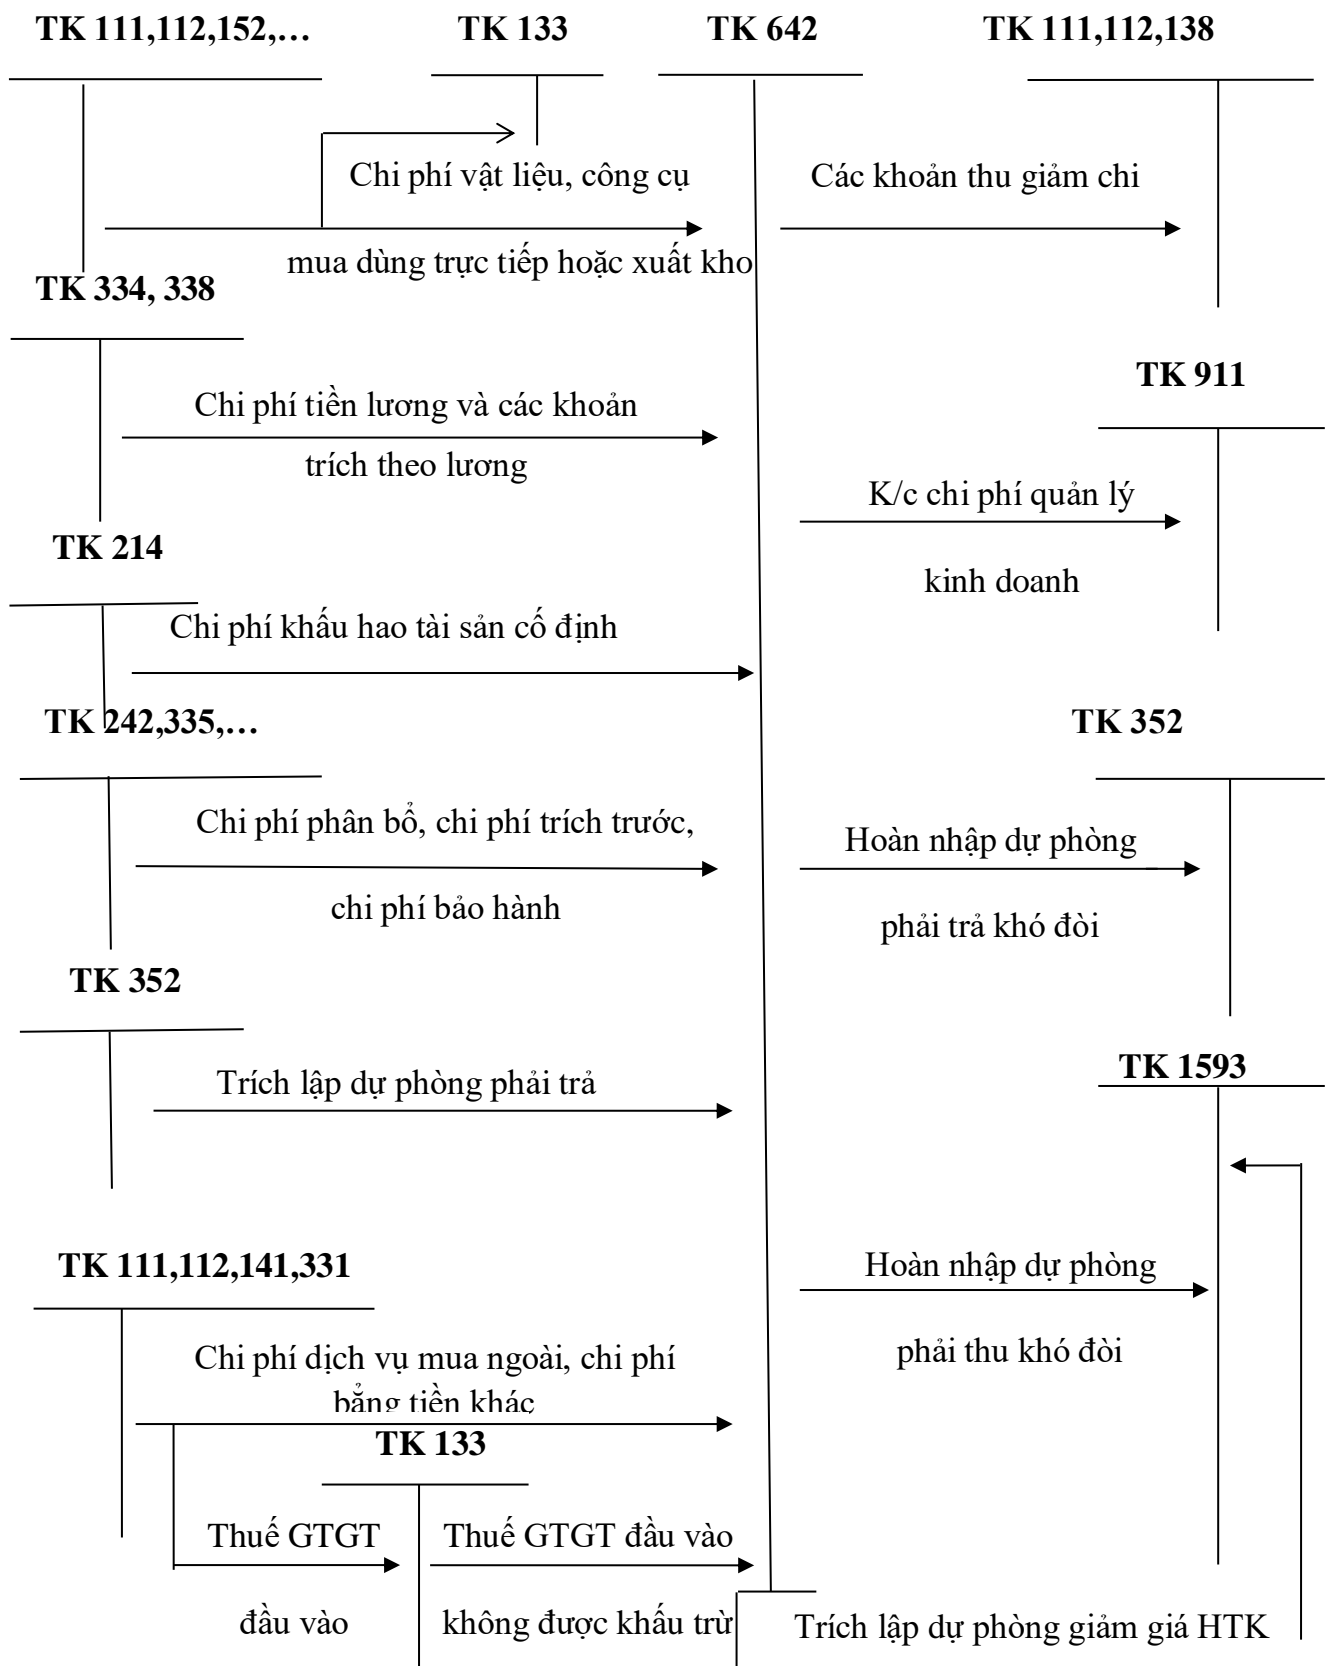 TK 111,112,152,… TK 133 TK 642 TK 111,112,138
Chi phí vật liệu, công cụ
mua dùng trực tiếp hoặc xuất kho
Các khoản thu giảm chi
TK 334, 338
Chi phí tiền lương và các khoản
trích theo lương
TK 911
K/c chi phí quản lý
kinh doanh
TK 214
Chi phí khấu hao tài sản cố định
TK 242,335,…
Chi phí phân bổ, chi phí trích trước,
chi phí bảo hành
TK 352
Hoàn nhập dự phòng
phải trả khó đòi
TK 352
Trích lập dự phòng phải trả
TK 1593
TK 111,112,141,331
Chi phí dịch vụ mua ngoài, chi phí
bằng tiền khác
Hoàn nhập dự phòng
phải thu khó đòi
TK 133
Thuế GTGT
đầu vào
Thuế GTGT đầu vào
không được khấu trừ
Trích lập dự phòng giảm giá HTK